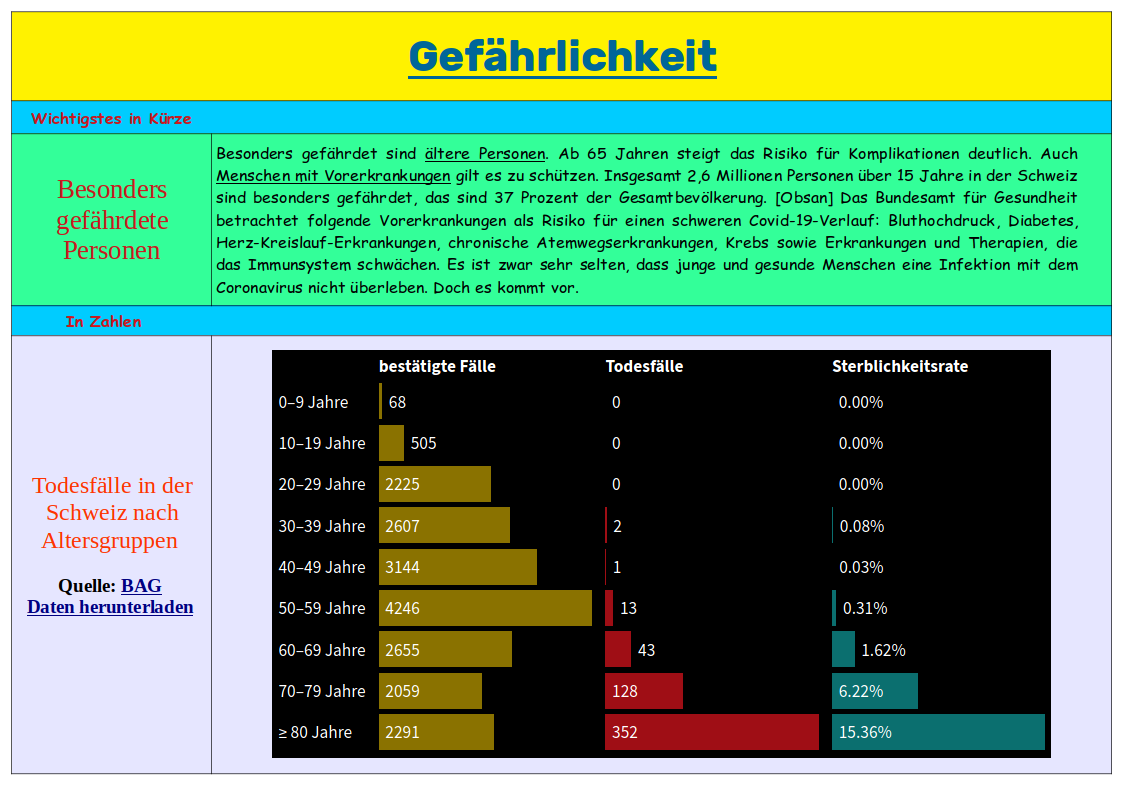 Gefährlichkeit
Wichtigstes in Kürze
Besonders
gefährdete
Personen
Besonders gefährdet sind ältere Personen. Ab 65 Jahren steigt das Risiko für Komplikationen deutlich. Auch
Menschen mit Vorerkrankungen gilt es zu schützen. Insgesamt 2,6 Millionen Personen über 15 Jahre in der Schweiz
sind besonders gefährdet, das sind 37 Prozent der Gesamtbevölkerung. [Obsan] Das Bundesamt für Gesundheit
betrachtet folgende Vorerkrankungen als Risiko für einen schweren Covid-19-Verlauf: Bluthochdruck, Diabetes,
Herz-Kreislauf-Erkrankungen, chronische Atemwegserkrankungen, Krebs sowie Erkrankungen und Therapien, die
das Immunsystem schwächen. Es ist zwar sehr selten, dass junge und gesunde Menschen eine Infektion mit dem
Coronavirus nicht überleben. Doch es kommt vor.
In Zahlen
Todesfälle in der
Schweiz nach
Altersgruppen
Quelle: BAG
Daten herunterladen
bestätigte Fälle Todesfälle Sterblichkeitsrate
0–9 Jahre 68 0 0.00%
10–19 Jahre 505 0 0.00%
20–29 Jahre 2225 0 0.00%
30–39 Jahre 2607 2 0.08%
40–49 Jahre 3144 1 0.03%
50–59 Jahre 4246 13 0.31%
60–69 Jahre 2655 43 1.62%
70–79 Jahre 2059 128 6.22%
≥ 80 Jahre 2291 352 15.36%